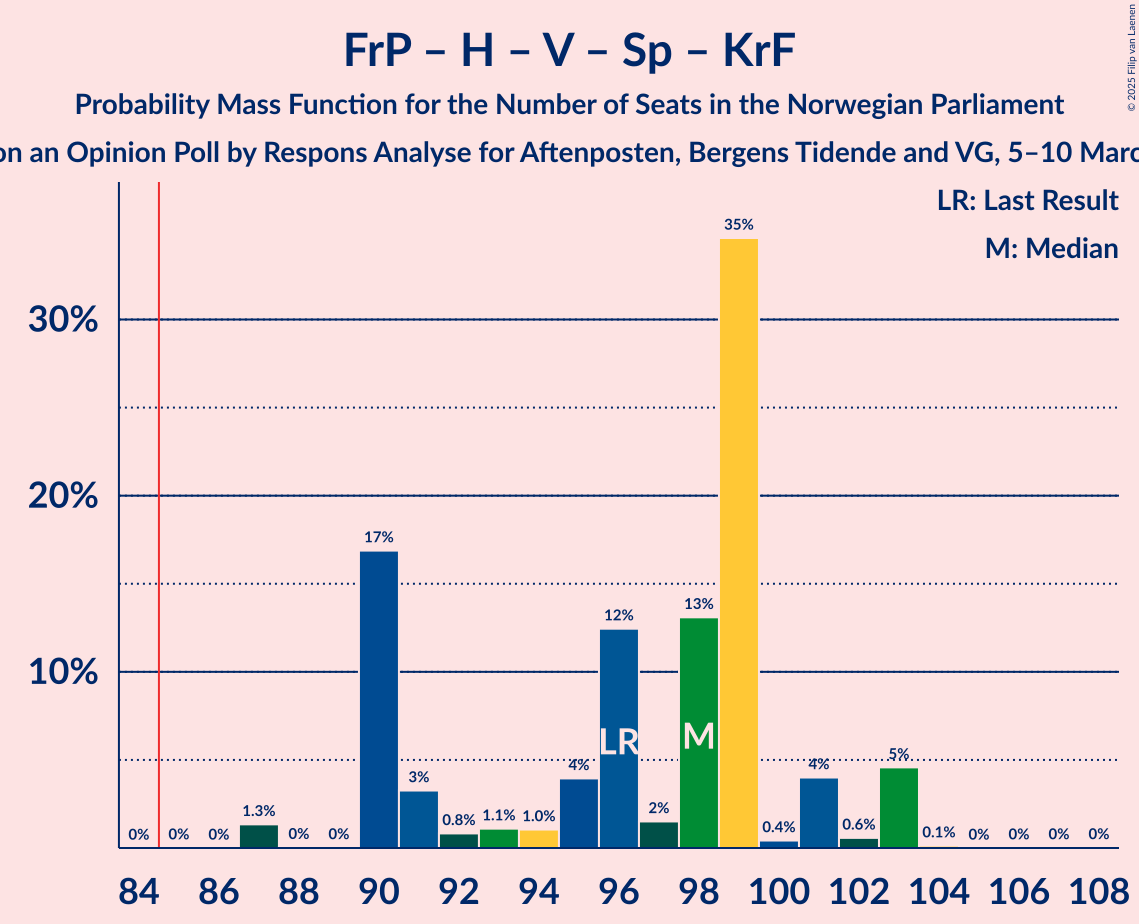 FrP – H – V – Sp – KrF
Probability Mass Function for the Number of Seats in the Norwegian Parliament
on an Opinion Poll by Respons Analyse for Aftenposten, Bergens Tidende and VG, 5–10 Marc
© 2025 Filip van Laenen
LR: Last Result
M: Median
30%
20%
10%
0% 0% 0% 1.3% 0% 0% 17% 3% 0.8% 1.1% 1.0% 4% 12% 2% 13% 35% 0.4% 4% 0.6% 5% 0.1% 0% 0% 0% 0%
LR M
84 86 88 90 92 94 96 98 100 102 104 106 108